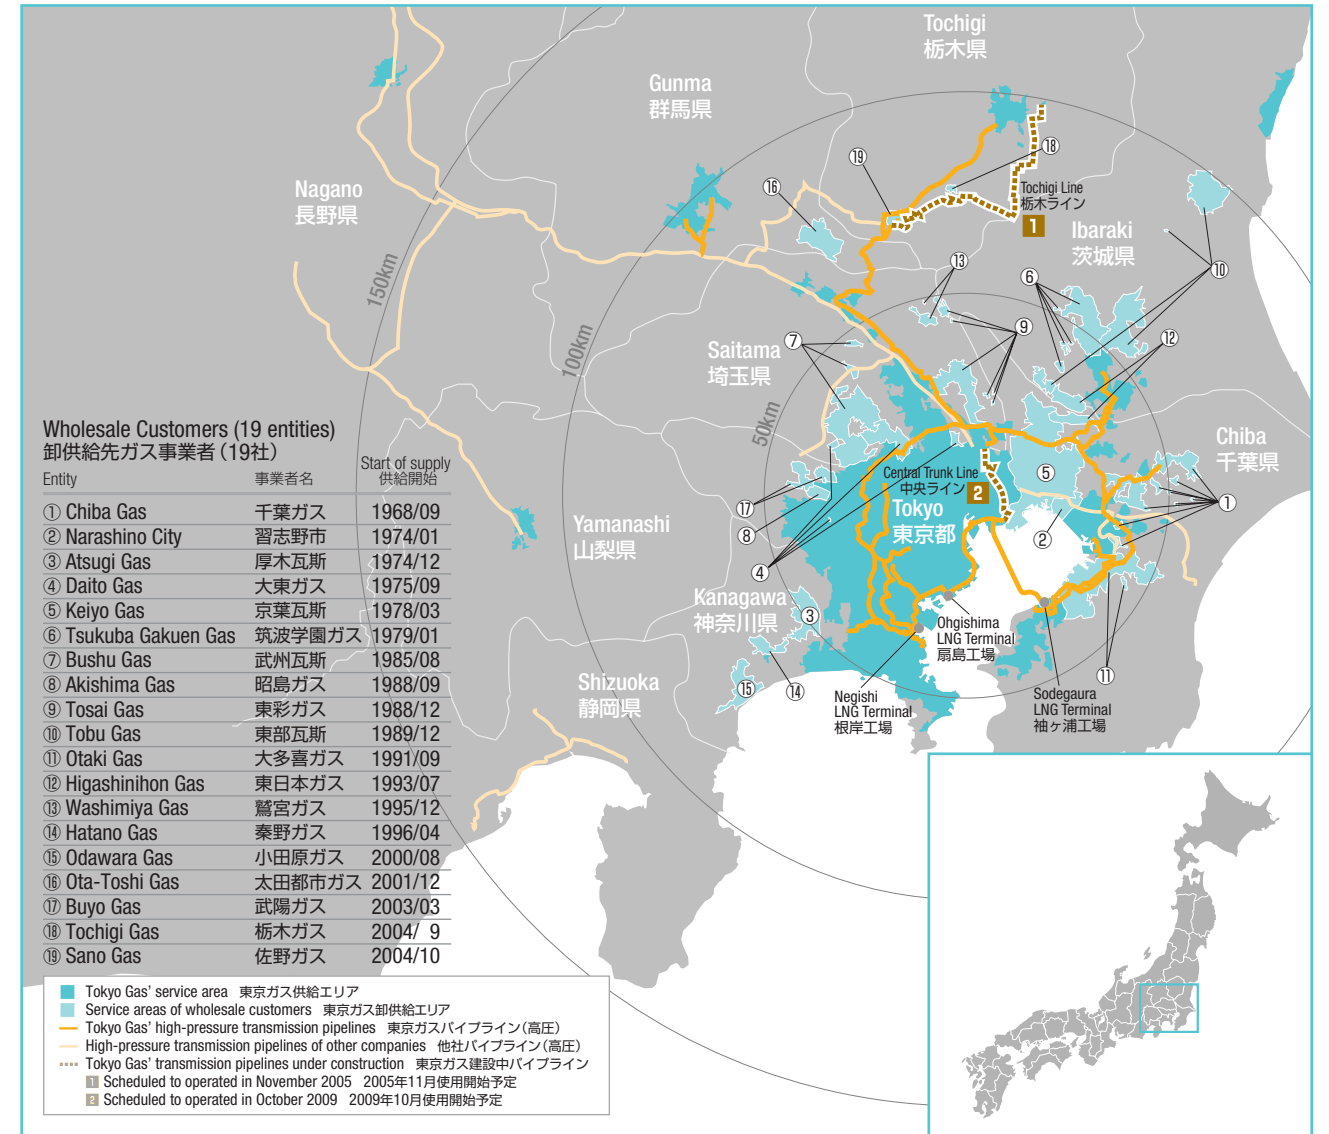 Tochigi
栃木県
Gunma
群馬県
Nagano
長野県
⑲
⑱
⑯
Tochigi Line
栃木ライン
1
Ibaraki
茨城県
150km
100km
50km
⑬
⑥
⑩
⑨
⑫
⑦
Saitama
埼玉県
Chiba
千葉県
Central Trunk Line
中央ライン
2
⑤
Tokyo
東京都
①
②
⑰
⑧
④
Yamanashi
山梨県
Kanagawa
神奈川県
③
Ohgishima
LNG Terminal
扇島工場
⑪
⑮
⑭
Shizuoka
静岡県
Negishi
LNG Terminal
根岸工場
Sodegaura
LNG Terminal
袖ヶ浦工場
Wholesale Customers (19 entities)
卸供給先ガス事業者（19社）
Entity 事業者名 Start of supply
供給開始
① Chiba Gas 千葉ガス 1968/09
② Narashino City 習志野市 1974/01
③ Atsugi Gas 厚木瓦斯 1974/12
④ Daito Gas 大東ガス 1975/09
⑤ Keiyo Gas 京葉瓦斯 1978/03
⑥ Tsukuba Gakuen Gas 筑波学園ガス 1979/01
⑦ Bushu Gas 武州瓦斯 1985/08
⑧ Akishima Gas 昭島ガス 1988/09
⑨ Tosai Gas 東彩ガス 1988/12
⑩ Tobu Gas 東部瓦斯 1989/12
⑪ Otaki Gas 大多喜ガス 1991/09
⑫ Higashinihon Gas 東日本ガス 1993/07
⑬ Washimiya Gas 鷲宮ガス 1995/12
⑭ Hatano Gas 秦野ガス 1996/04
⑮ Odawara Gas 小田原ガス 2000/08
⑯ Ota-Toshi Gas 太田都市ガス 2001/12
⑰ Buyo Gas 武陽ガス 2003/03
⑱ Tochigi Gas 栃木ガス 2004/ 9
⑲ Sano Gas 佐野ガス 2004/10
Tokyo Gas' service area 東京ガス供給エリア
Service areas of wholesale customers 東京ガス卸供給エリア
Tokyo Gas' high-pressure transmission pipelines 東京ガスパイプライン（高圧）
High-pressure transmission pipelines of other companies 他社パイプライン（高圧）
Tokyo Gas' transmission pipelines under construction 東京ガス建設中パイプライン
1 Scheduled to operated in November 2005 2005年11月使用開始予定
2 Scheduled to operated in October 2009 2009年10月使用開始予定